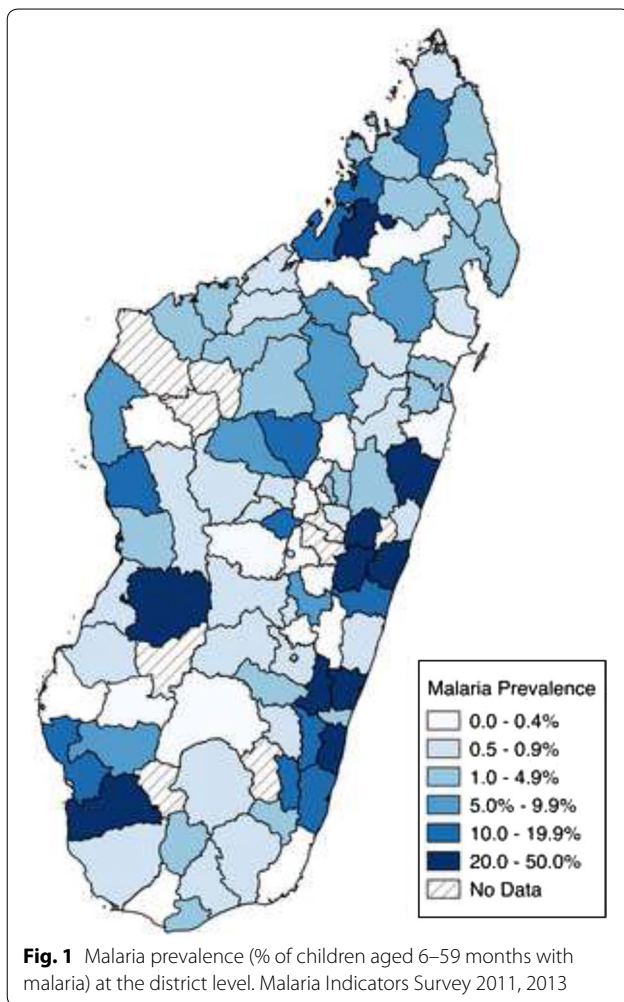 Malaria Prevalence
0.0 - 0.4%
0.5 - 0.9%
1.0 - 4.9%
5.0% - 9.9%
10.0 - 19.9%
20.0 - 50.0%
No Data
Fig. 1 Malaria prevalence (% of children aged 6–59 months with
malaria) at the district level. Malaria Indicators Survey 2011, 2013